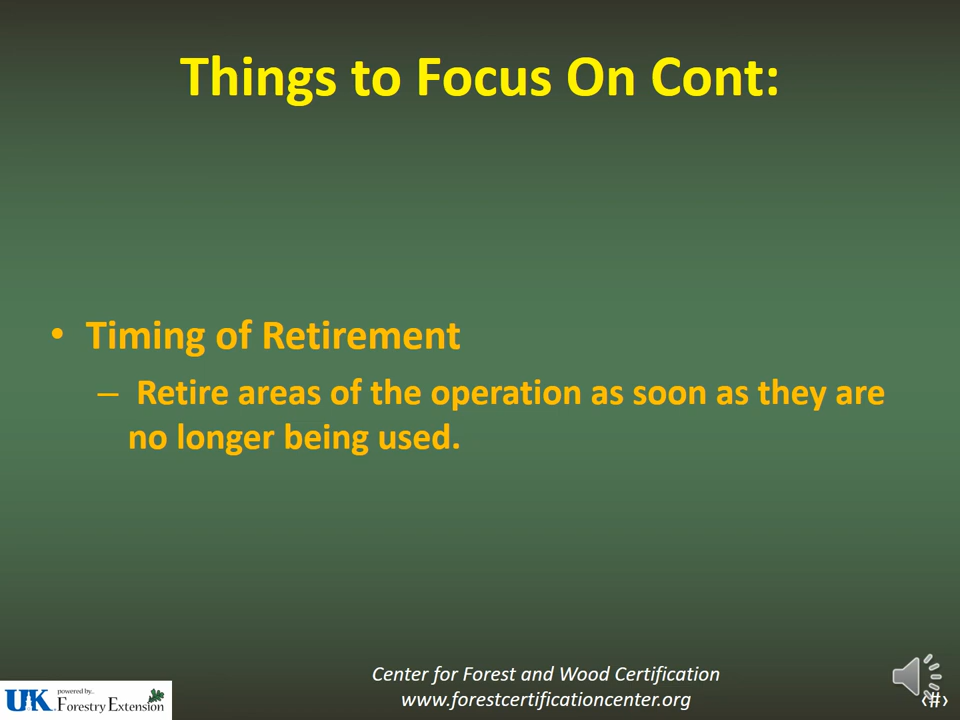 Things to Focus On Cont:
• Timing of Retirement
– Retire areas of the operation as soon as they are
no longer being used.
Center for Forest and Wood Certification
www.forestcertificationcenter.org
‹#›
powered by..
UK Forestry Extension